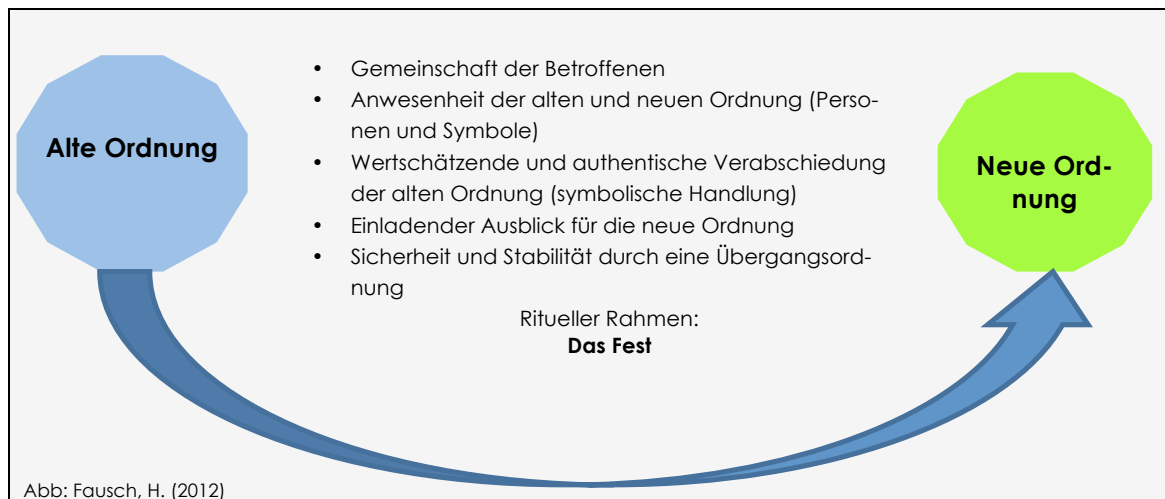 Alte Ordnung
• Gemeinschaft der Betroffenen
• Anwesenheit der alten und neuen Ordnung (Perso-
nen und Symbole)
• Wertschätzende und authentische Verabschiedung
der alten Ordnung (symbolische Handlung)
• Einladender Ausblick für die neue Ordnung
• Sicherheit und Stabilität durch eine Übergangsord-
nung
Ritueller Rahmen:
Das Fest
Neue Ord-
nung
Abb: Fausch, H. (2012)